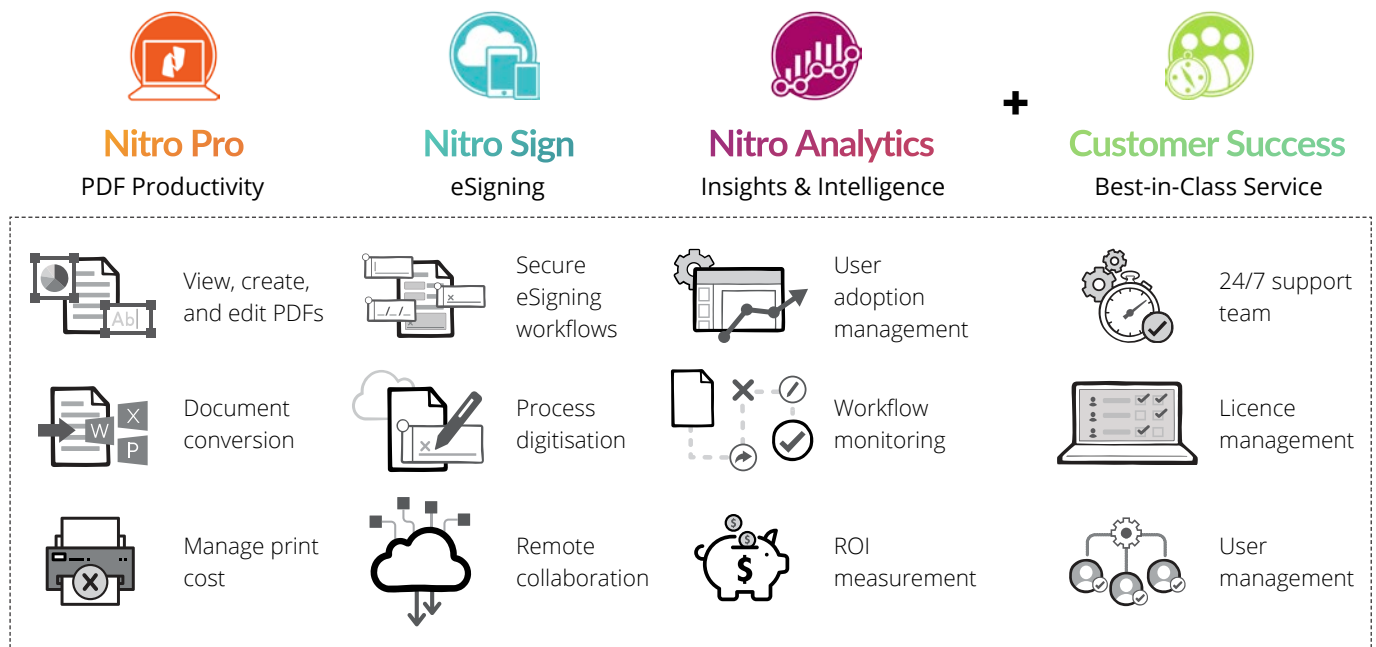 +
Nitro Pro
PDF Productivity
Nitro Sign
eSigning
Nitro Analytics
Insights & Intelligence
Customer Success
Best-in-Class Service
Ab|
View, create,
and edit PDFs
W
X
P
Document
conversion
Manage print
cost
x
_/_/_
Secure
eSigning
workflows
x
Process
digitisation
Remote
collaboration
User
adoption
management
Workflow
monitoring
$
$
$
ROI
measurement
24/7 support
team
Licence
management
User
management